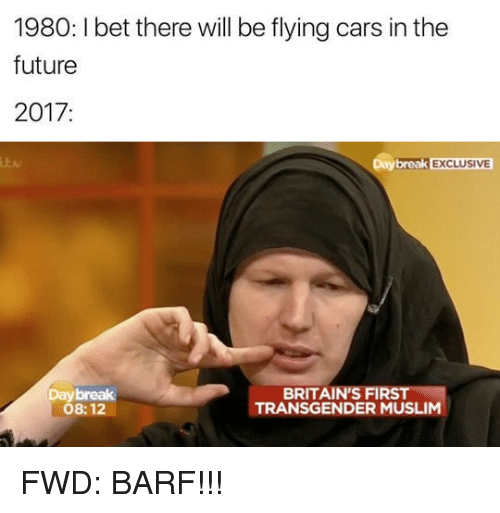 1980: I bet there will be flying cars in the
future
2017:
itv
Daybreak EXCLUSIVE
Daybreak
08:12
BRITAIN'S FIRST
TRANSGENDER MUSLIM
FWD: BARF!!!